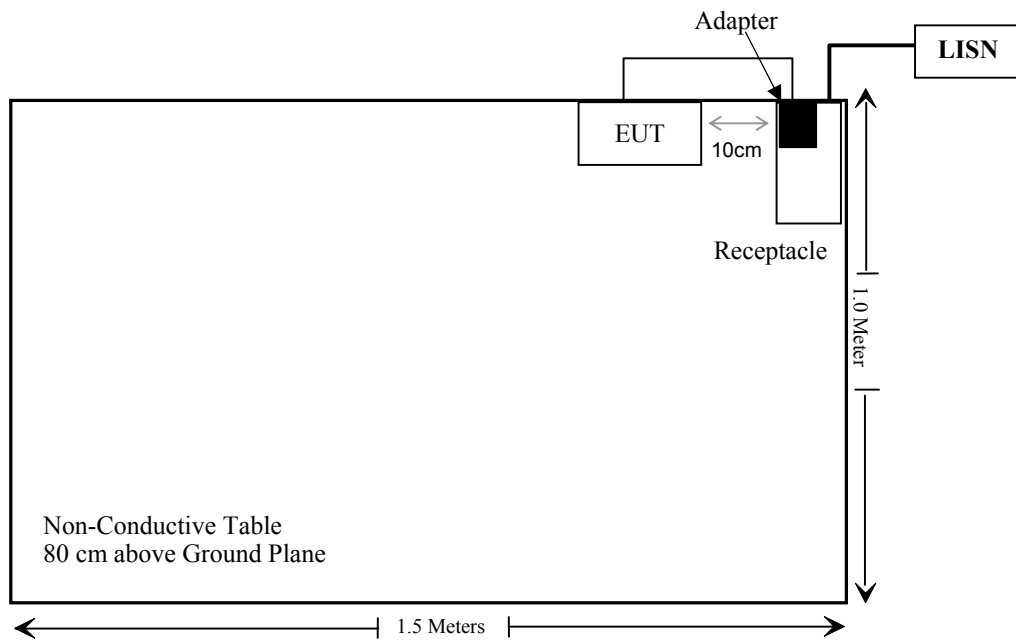 Adapter
LISN
EUT
10cm
Receptacle
1.0 Meter
Non-Conductive Table
80 cm above Ground Plane
1.5 Meters